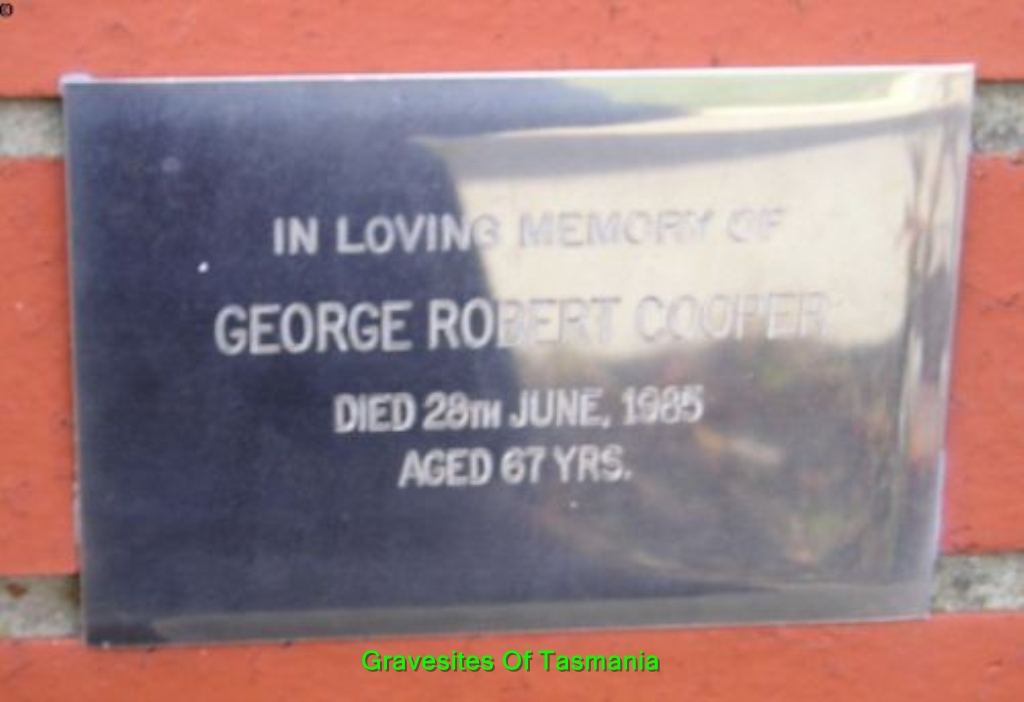 IN LOVING MEMORY OF
GEORGE ROBERT COOPER
DIED 28TH JUNE, 1985
AGED 67 YRS.
Gravesites Of Tasmania